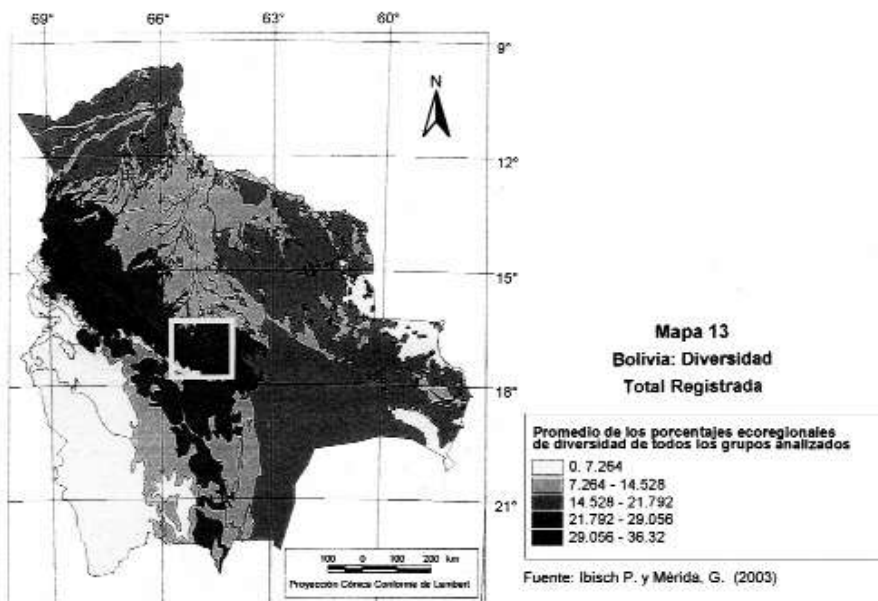 69°
66°
63°
60°
9°
N
12°
15°
18°
21°
100 0 100 200 km
Proyección Cónica Conforme de Lambert
Mapa 13
Bolivia: Diversidad
Total Registrada
Promedio de los porcentajes ecoregionales
de diversidad de todos los grupos analizados
0. 7.264
7.264 - 14.528
14.528 - 21.792
21.792 - 29.056
29.056 - 36.32
Fuente: Ibisch P. y Mérida, G. (2003)